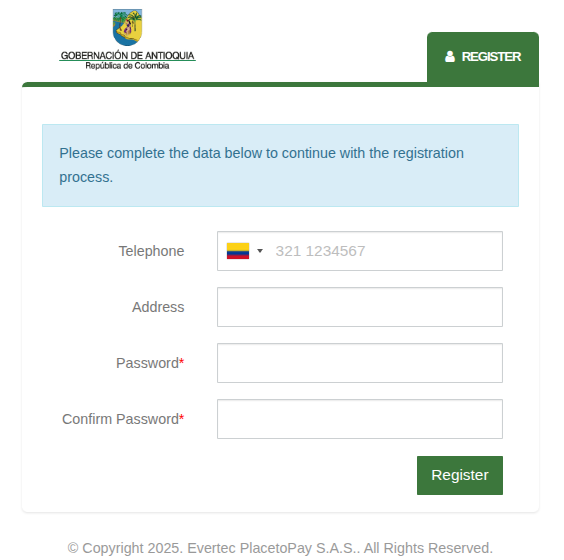 GOBERNACIÓN DE ANTIOQUIA
República de Colombia
REGISTER
Please complete the data below to continue with the registration
process.
Telephone
321 1234567
Address
Password*
Confirm Password*
Register
© Copyright 2025. Evertec PlacetoPay S.A.S.. All Rights Reserved.